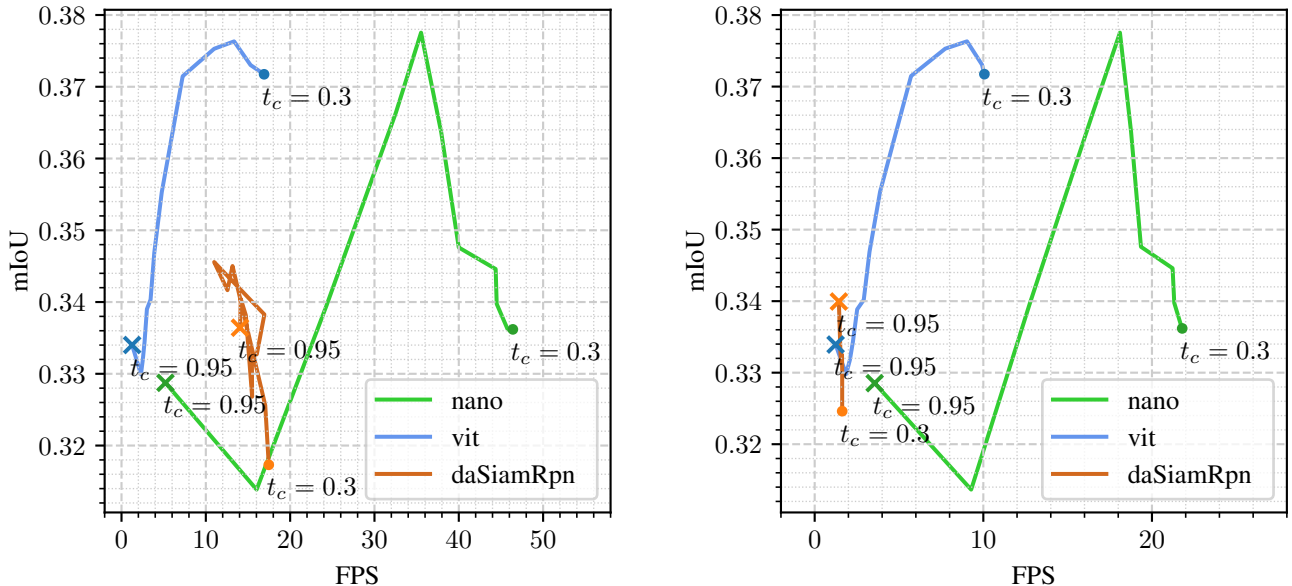 0.38
0.37
0.36
0.35
0.34
0.33
0.32
mIoU
0 10 20 30 40 50
FPS
t_c = 0.3
t_c = 0.3
t_c = 0.95
t_c = 0.95
t_c = 0.95
t_c = 0.3
nano
vit
daSiamRpn
0.38
0.37
0.36
0.35
0.34
0.33
0.32
mIoU
0 10 20
FPS
t_c = 0.3
t_c = 0.95
t_c = 0.3
t_c = 0.95
t_c = 0.95
t_c = 0.3
nano
vit
daSiamRpn